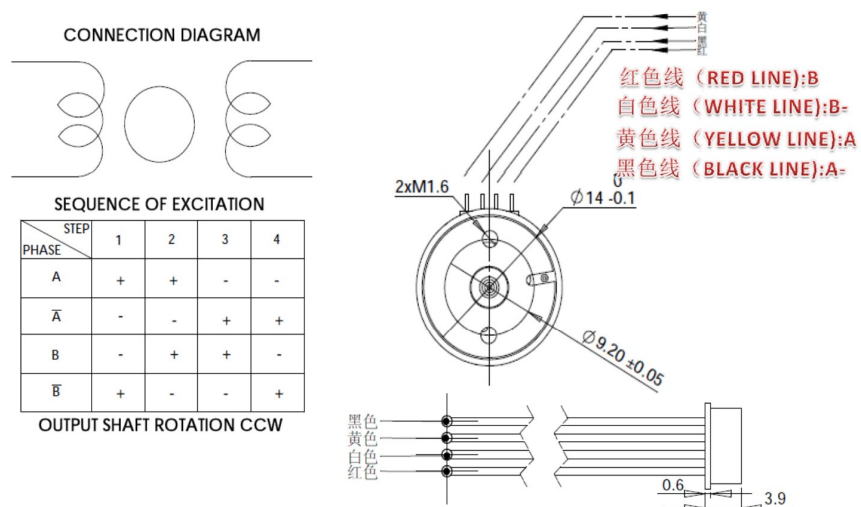 CONNECTION DIAGRAM
黄
白
黑
红
红色线（RED LINE):B
白色线（WHITE LINE):B-
黄色线（YELLOW LINE):A
黑色线（BLACK LINE):A-
2xM1.6
0
Ø14 -0.1
Ø9.20 ±0.05
SEQUENCE OF EXCITATION
STEP 1 2 3 4
PHASE
A + + - -
A̅ - - + +
B - + + -
B̅ + - - +
OUTPUT SHAFT ROTATION CCW
黑色
黄色
白色
红色
0.6
3.9